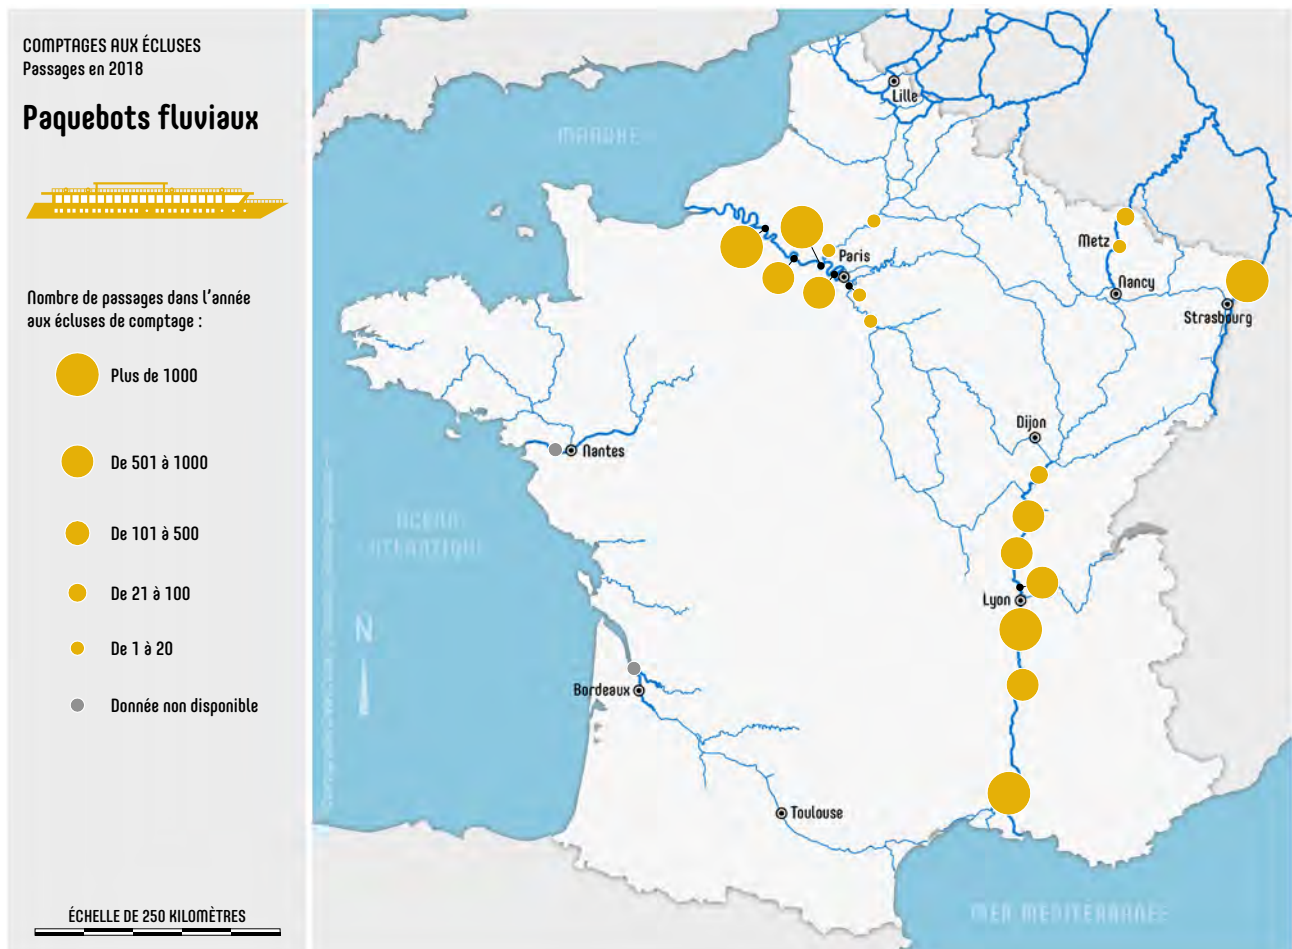 COMPTAGES AUX ÉCLUSES
Passages en 2018
Paquebots fluviaux
Nombre de passages dans l'année
aux écluses de comptage :
Plus de 1000
De 501 à 1000
De 101 à 500
De 21 à 100
De 1 à 20
Donnée non disponible
ÉCHELLE DE 250 KILOMÈTRES
MANCHE
Lille
Metz
Paris
Nancy
Strasbourg
Dijon
Nantes
OCÉAN
ATLANTIQUE
Lyon
N
Bordeaux
Toulouse
MER MÉDITERRANÉE